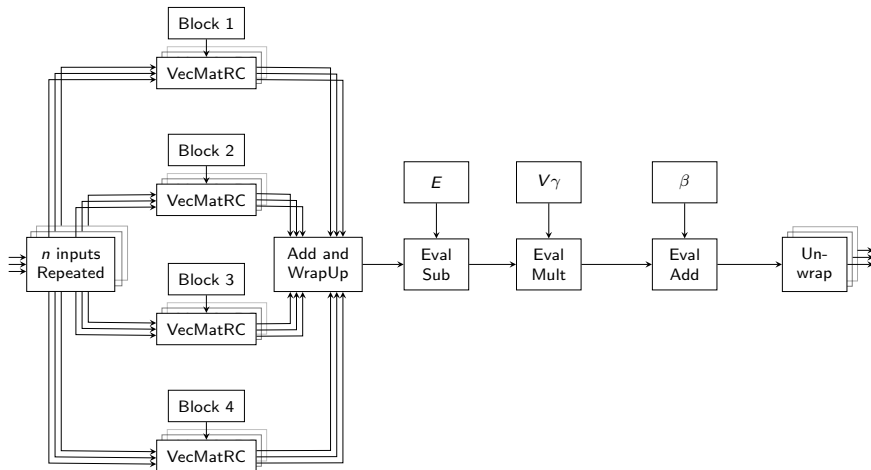 Block 1
VecMatRC
Block 2
VecMatRC
E
Vγ
β
n inputs
Repeated
Add and
WrapUp
Eval
Sub
Eval
Mult
Eval
Add
Un-
wrap
Block 3
VecMatRC
Block 4
VecMatRC